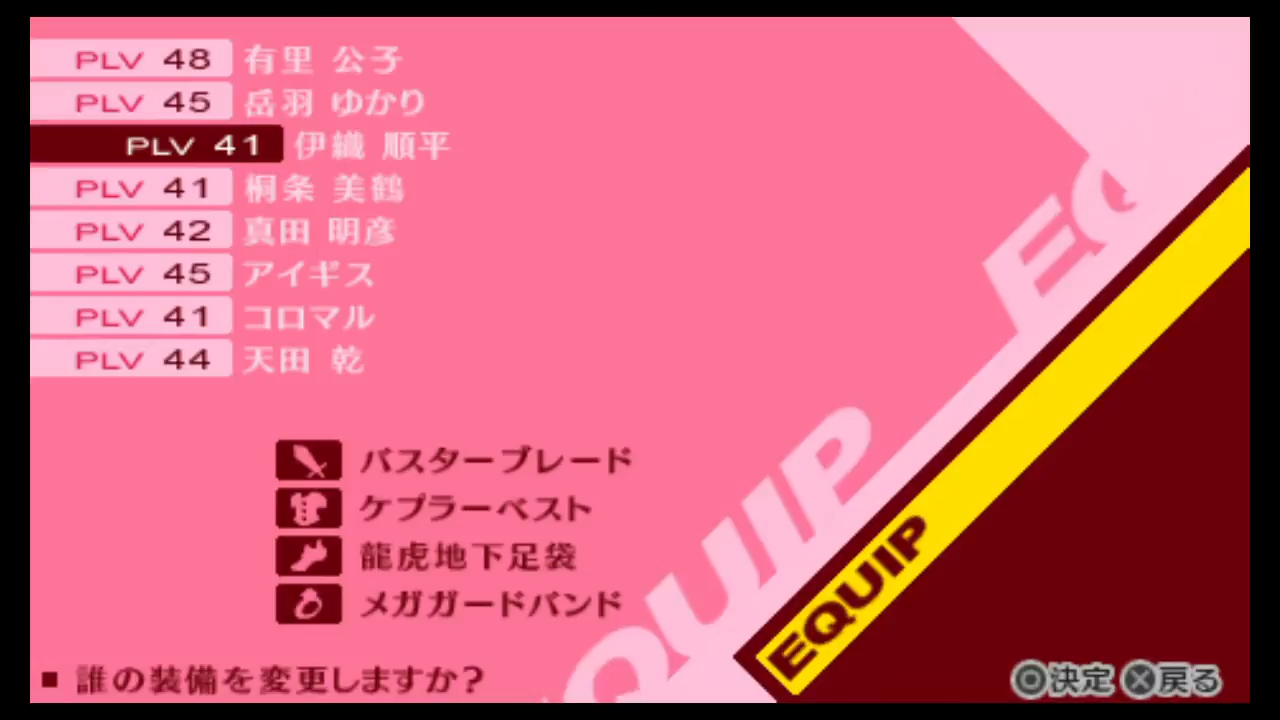 PLV 48 有里 公子
PLV 45 岳羽 ゆかり
PLV 41 伊織 順平
PLV 41 桐条 美鶴
PLV 42 真田 明彦
PLV 45 アイギス
PLV 41 コロマル
PLV 44 天田 乾
バスターブレード
ケプラーベスト
龍虎地下足袋
メガガードバンド
EQ
EQUIP
EQUIP
■ 誰の装備を変更しますか?
◎決定 ⊗戻る